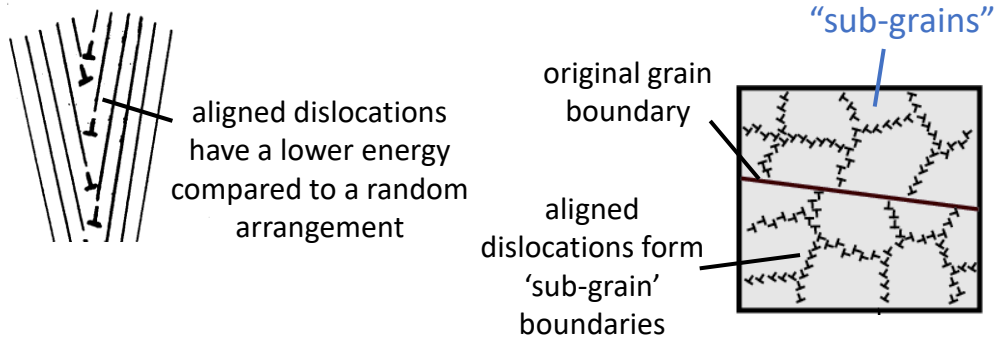 “sub-grains”
original grain
boundary
aligned dislocations
have a lower energy
compared to a random
arrangement
aligned
dislocations form
‘sub-grain’
boundaries